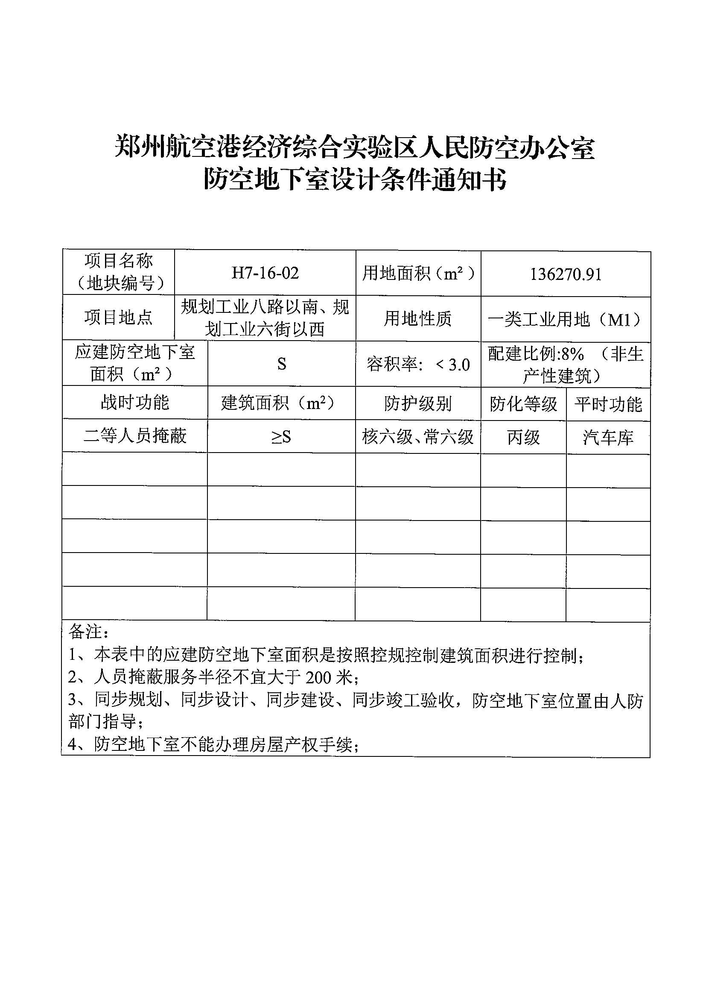 郑州航空港经济综合实验区人民防空办公室
防空地下室设计条件通知书
项目名称
（地块编号）
H7-16-02
用地面积（m²）
136270.91
项目地点
规划工业八路以南、规
划工业六街以西
用地性质
一类工业用地（M1）
应建防空地下室
面积（m²）
S
容积率：＜3.0
配建比例:8% （非生
产性建筑）
战时功能
建筑面积（m²）
防护级别
防化等级
平时功能
二等人员掩蔽
≥S
核六级、常六级
丙级
汽车库
备注：
1、本表中的应建防空地下室面积是按照控规控制建筑面积进行控制；
2、人员掩蔽服务半径不宜大于 200 米；
3、同步规划、同步设计、同步建设、同步竣工验收，防空地下室位置由人防
部门指导；
4、防空地下室不能办理房屋产权手续；